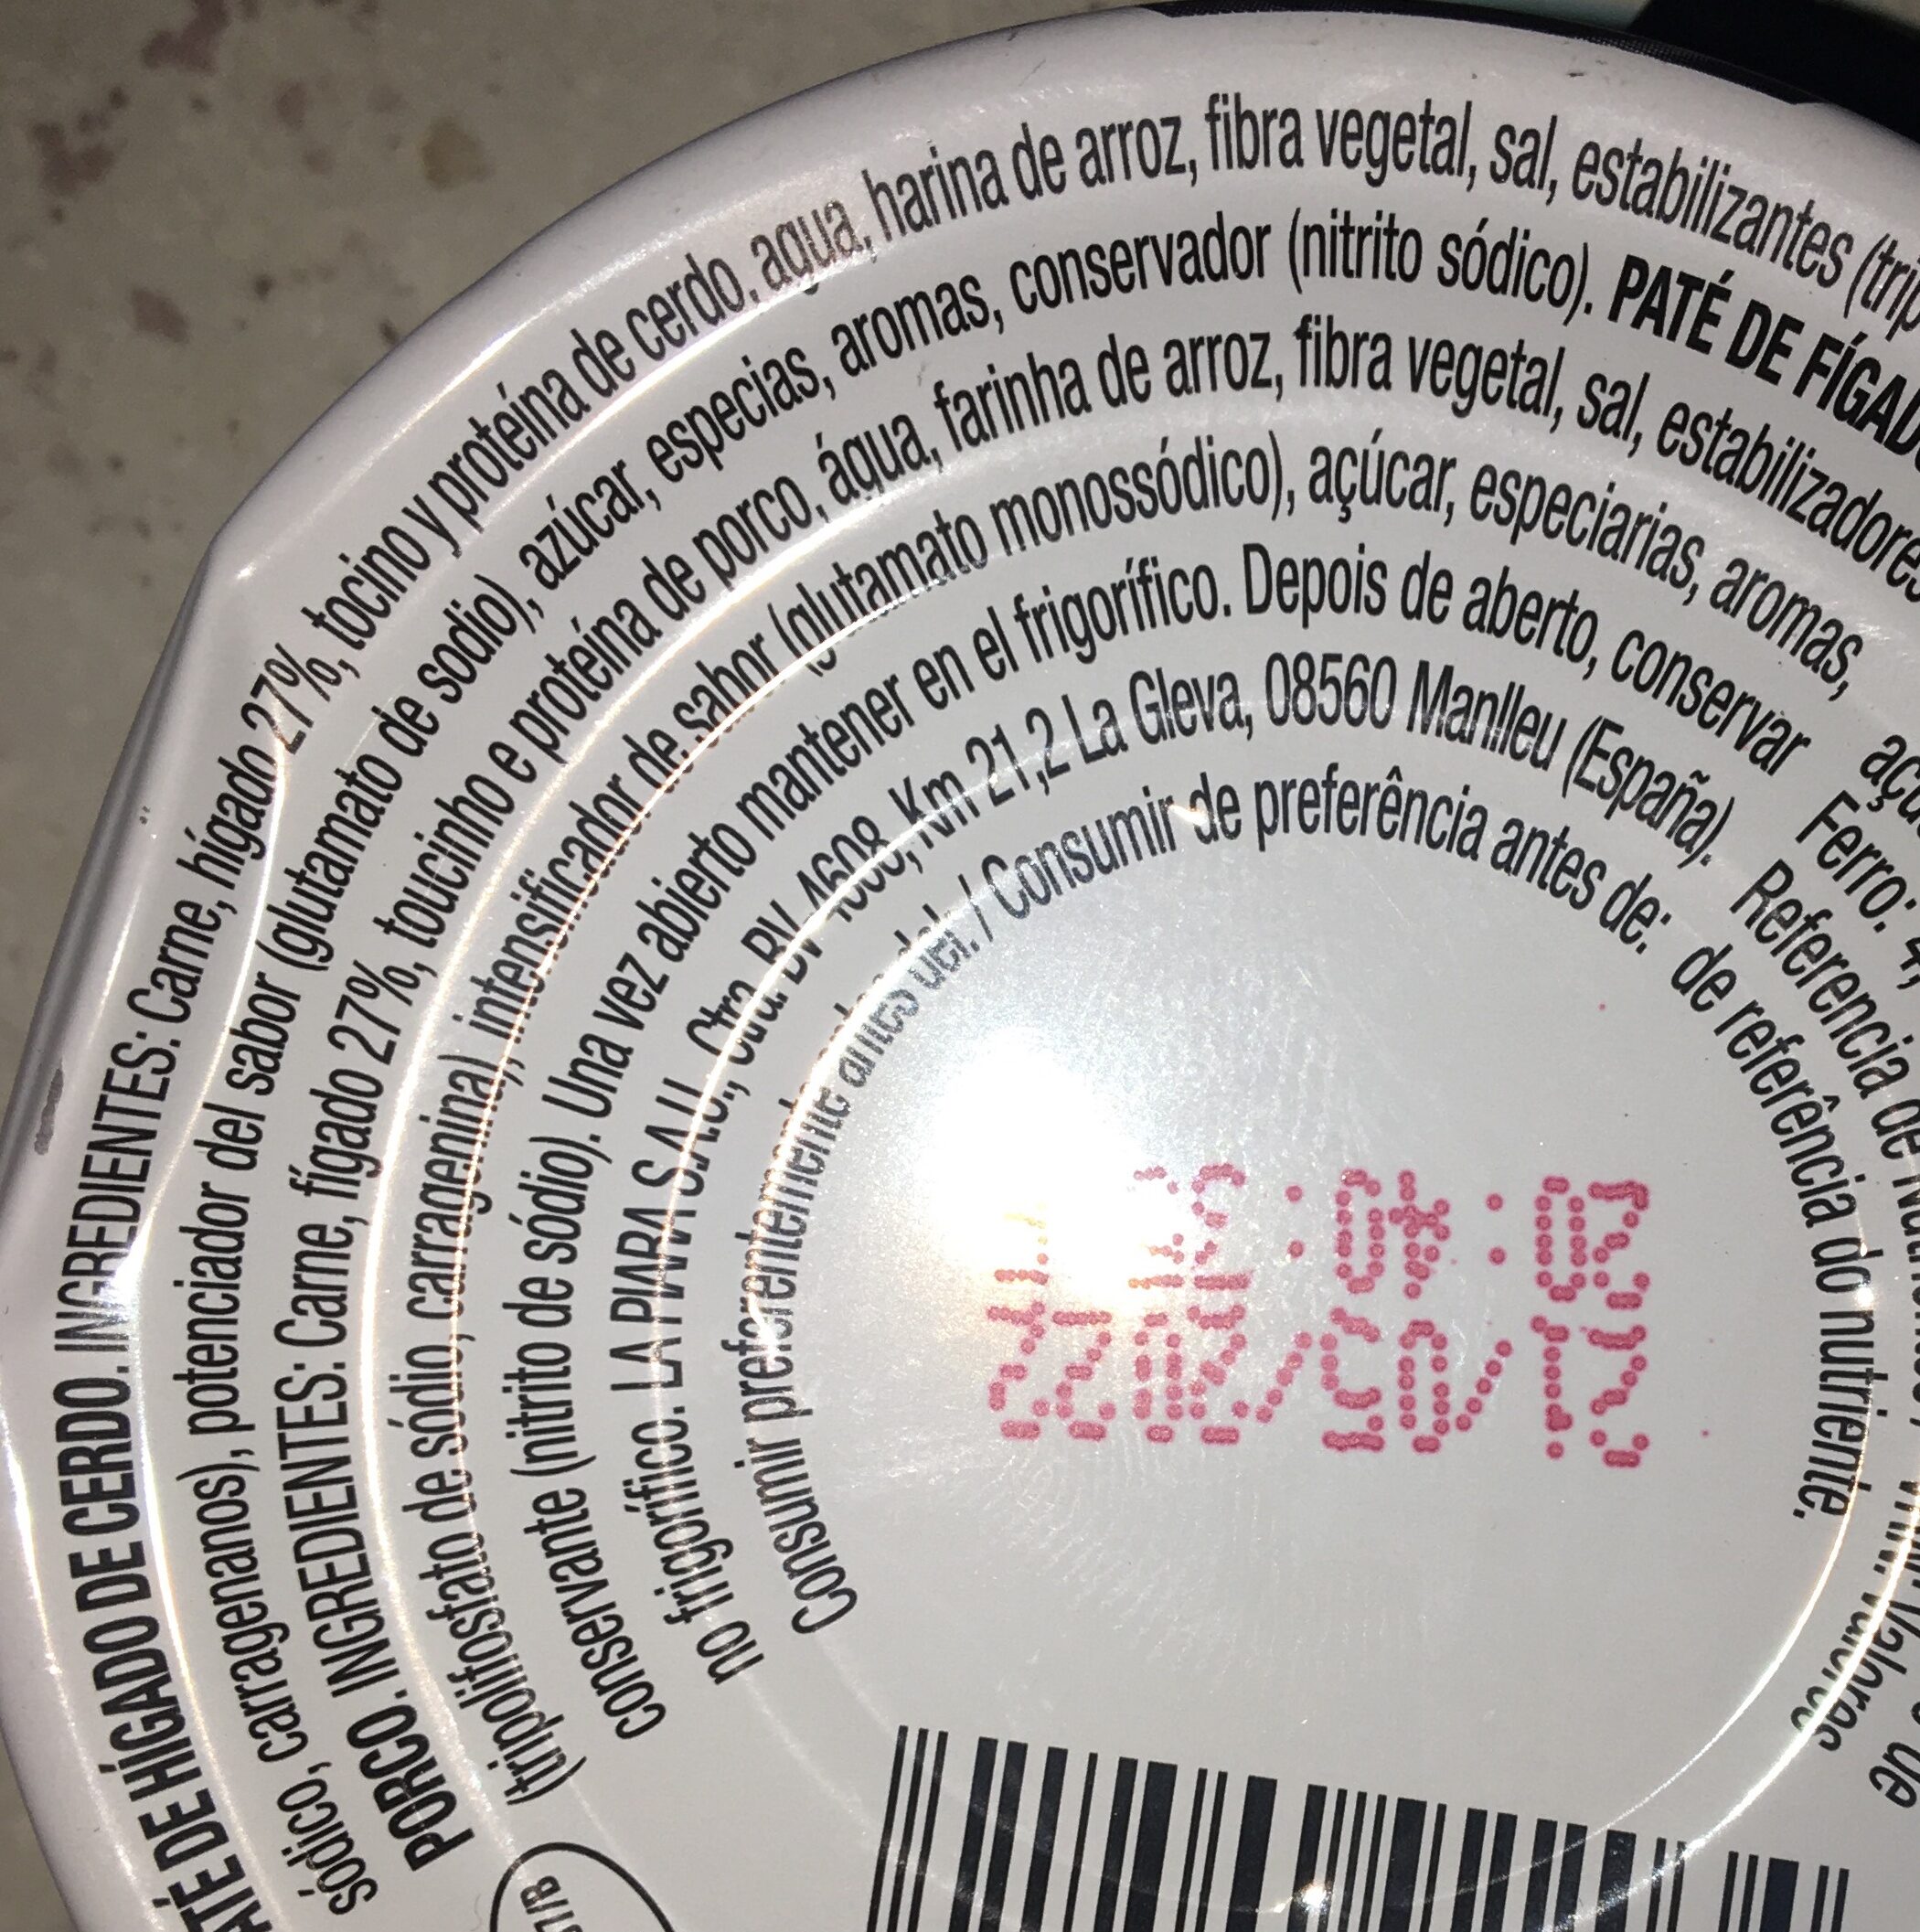 PATÉ DE HÍGADO DE CERDO. INGREDIENTES: Carne, hígado 27%, tocino y proteína de cerdo, agua, harina de arroz, fibra vegetal, sal, estabilizantes
sódico, carragenanos), potenciador del sabor (glutamato de sodio), azúcar, especias, aromas, conservador (nitrito sódico). PATÉ DE FÍGADO
PORCO. INGREDIENTES: Carne, fígado 27%, toucinho e proteína de porco, água, farinha de arroz, fibra vegetal, sal, estabilizadores
(tripolifosfato de sódio, carragenina), intensificador de sabor (glutamato monossódico), açúcar, especiarias, aromas,
conservante (nitrito de sódio). Una vez abierto mantener en el frigorífico. Depois de aberto, conservar
no frigorífico. LA PIARA S.A.U., Ctra. BV 4608, Km 21,2 La Gleva, 08560 Manlleu (España).
Consumir preferentemente antes del: / Consumir de preferência antes de:
Ferro:
Referencia de
de referência do nutriente.
21/05/2022